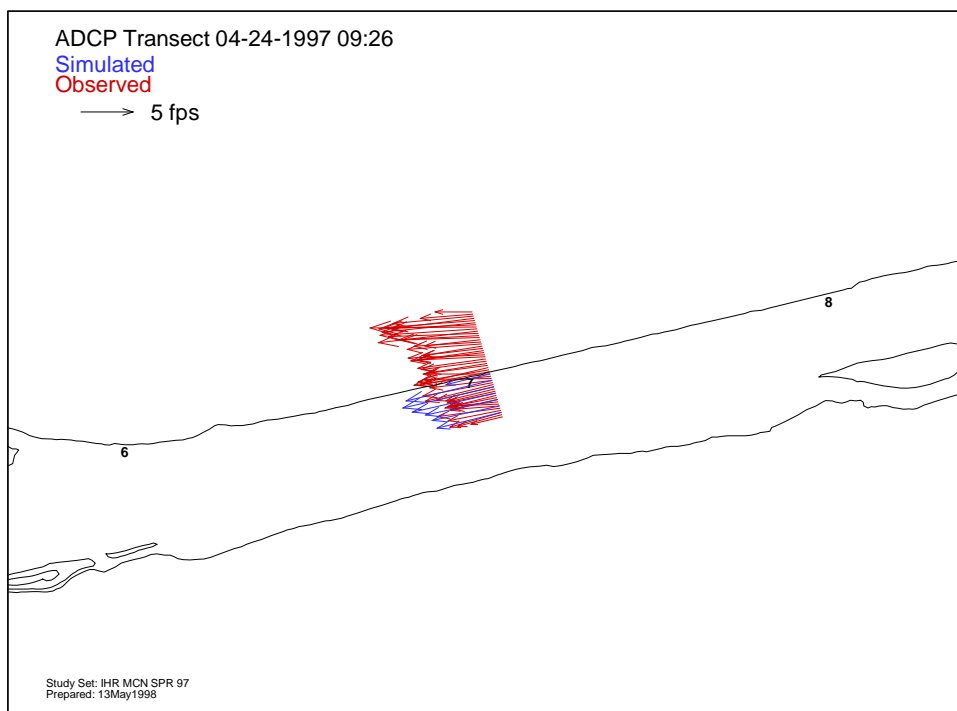 ADCP Transect 04-24-1997 09:26
Simulated
Observed
5 fps
8
7
6
Study Set: IHR MCN SPR 97
Prepared: 13May1998